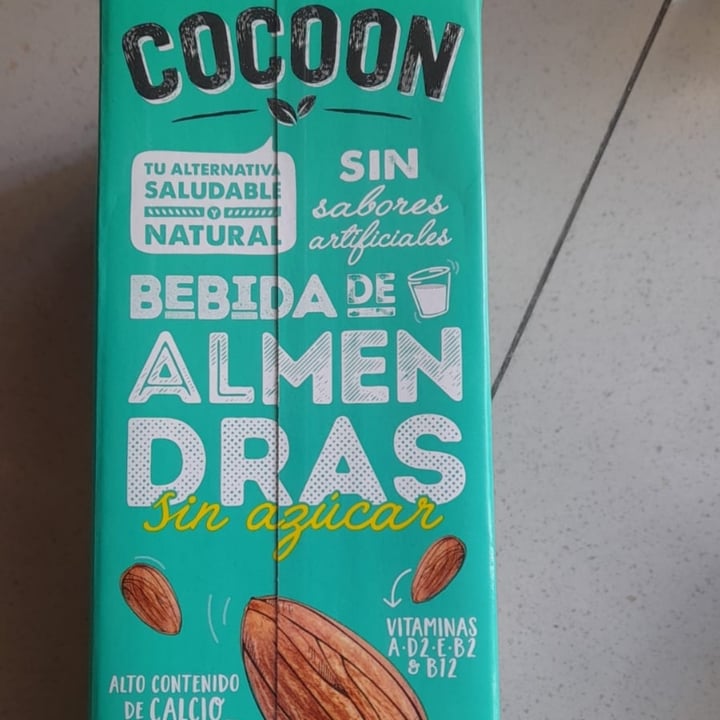 COCOON
TU ALTERNATIVA
SALUDABLE
Y
NATURAL
SIN
sabores
artificiales
BEBIDA DE
ALMEN
DRAS
sin azúcar
VITAMINAS
A·D2·E·B2
& B12
ALTO CONTENIDO
DE CALCIO